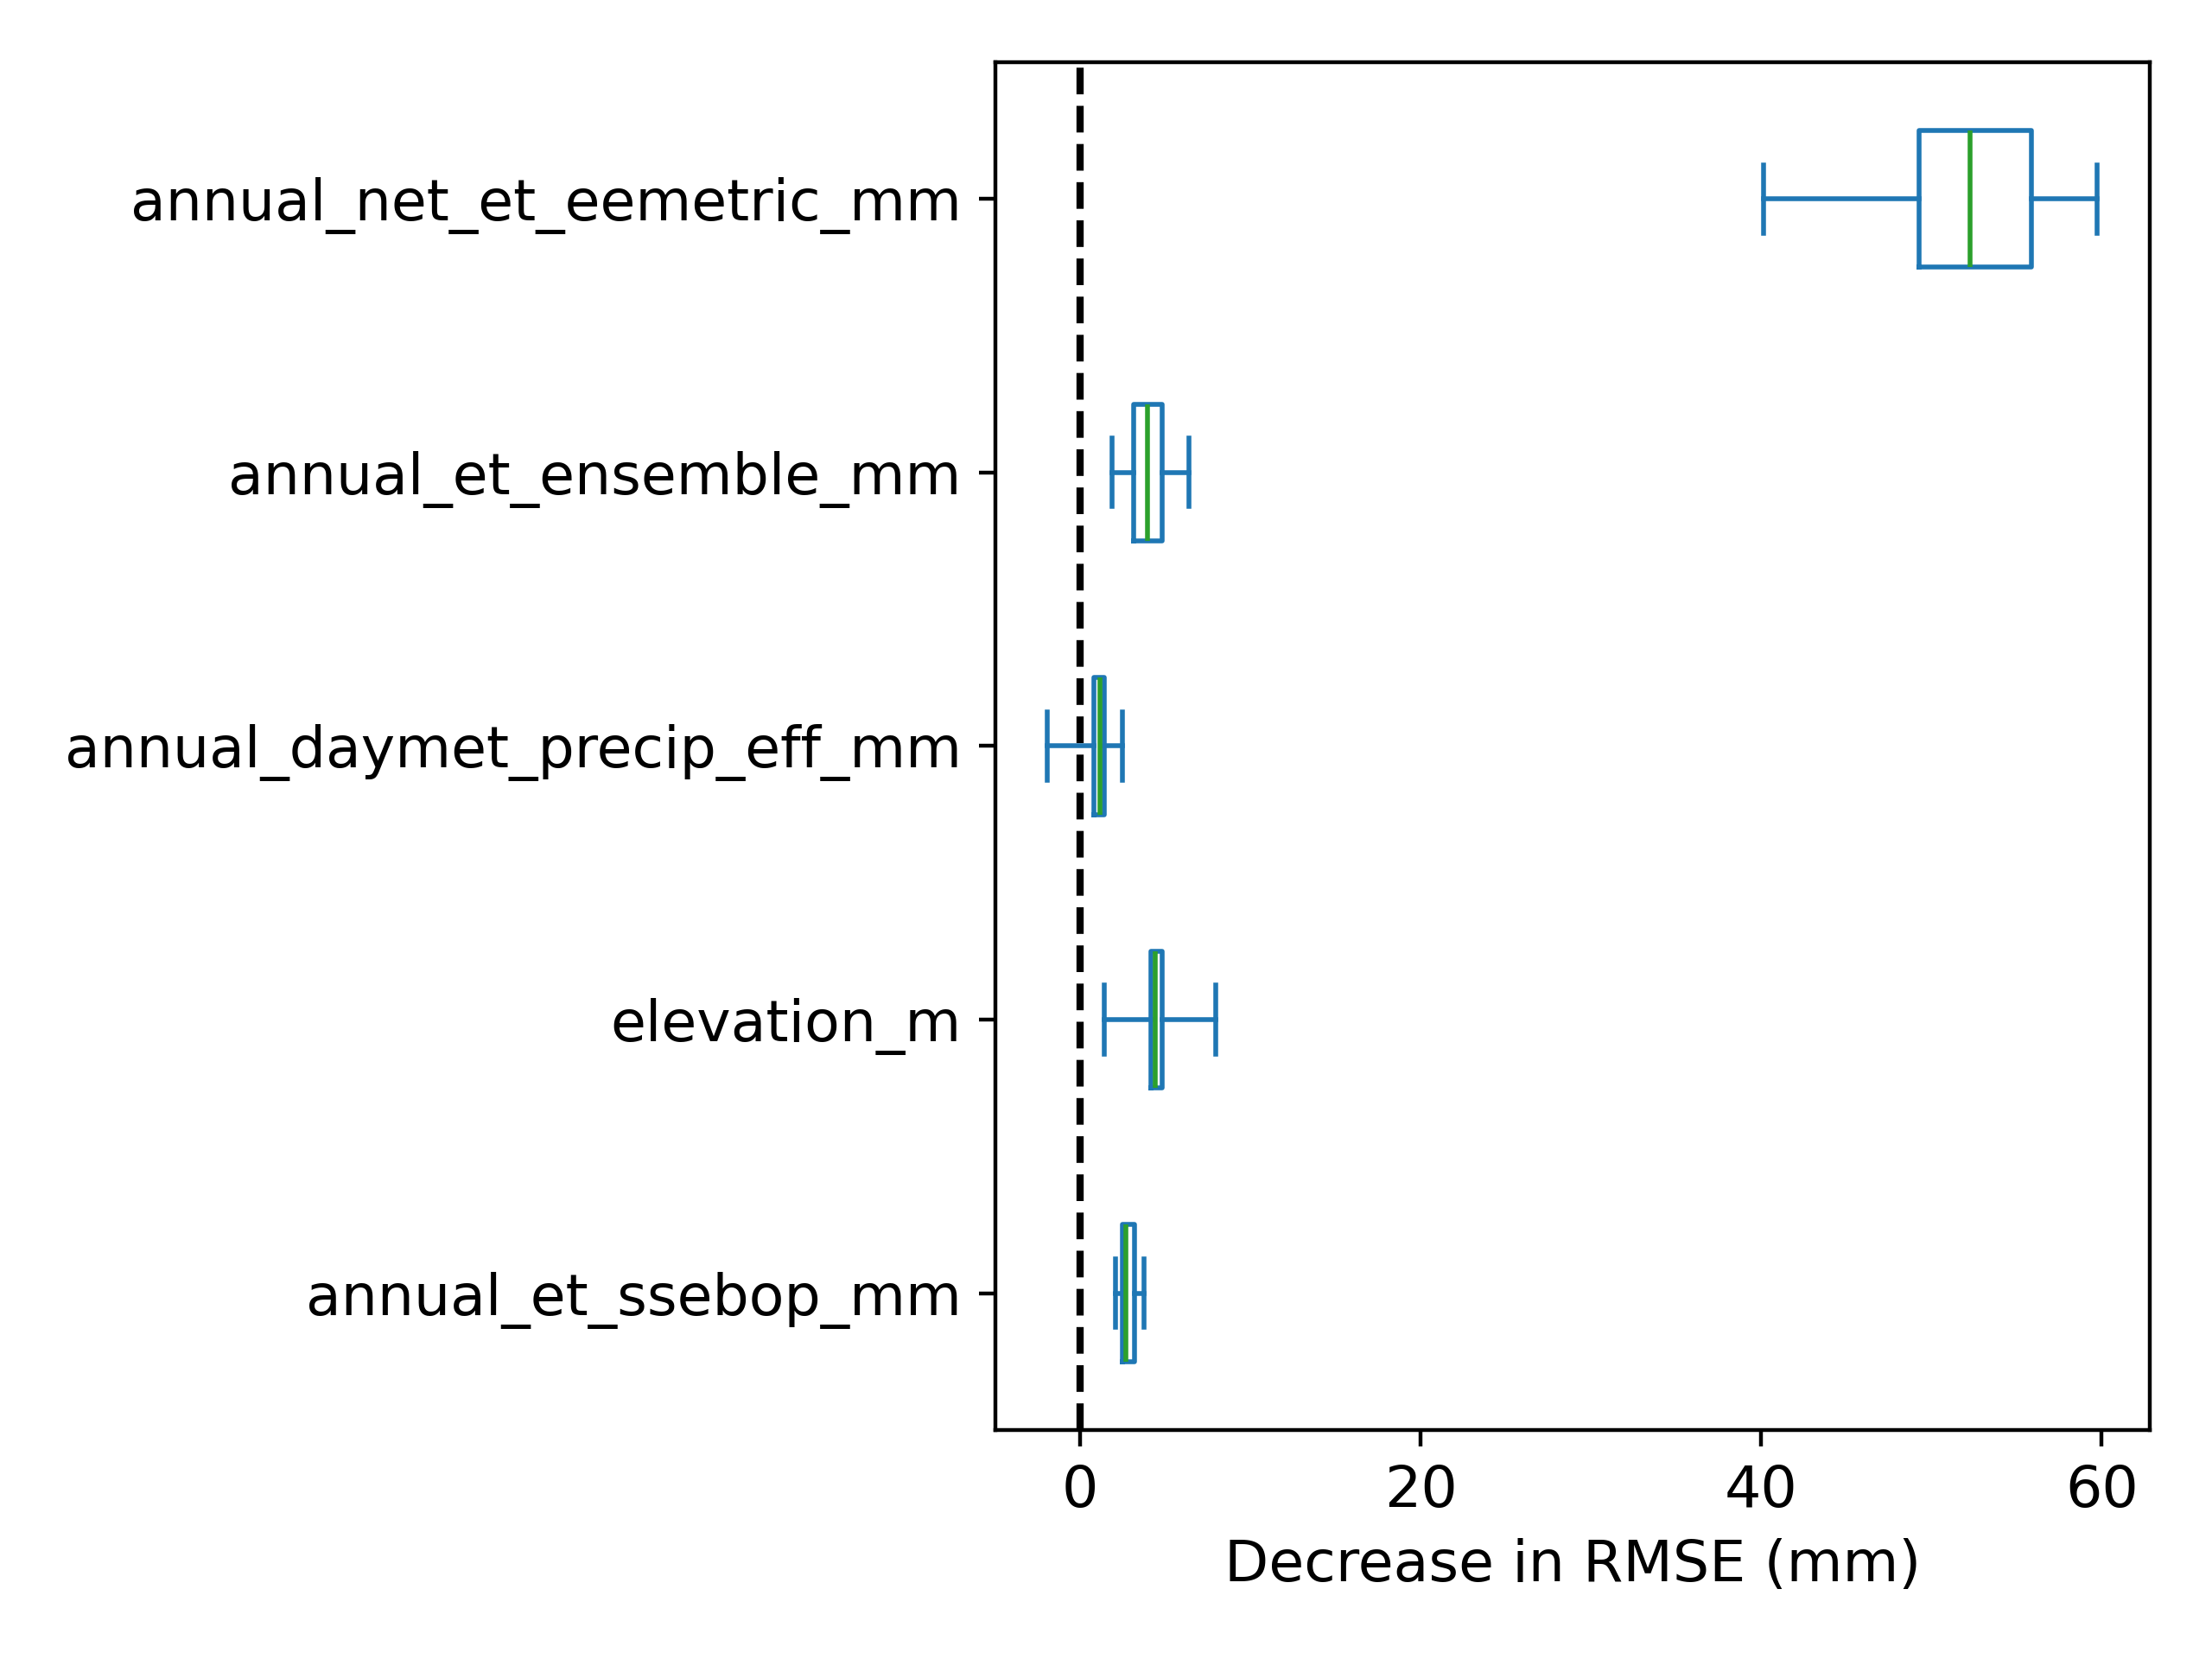 annual_net_et_eemetric_mm
annual_et_ensemble_mm
annual_daymet_precip_eff_mm
elevation_m
annual_et_ssebop_mm
0 20 40 60
Decrease in RMSE (mm)